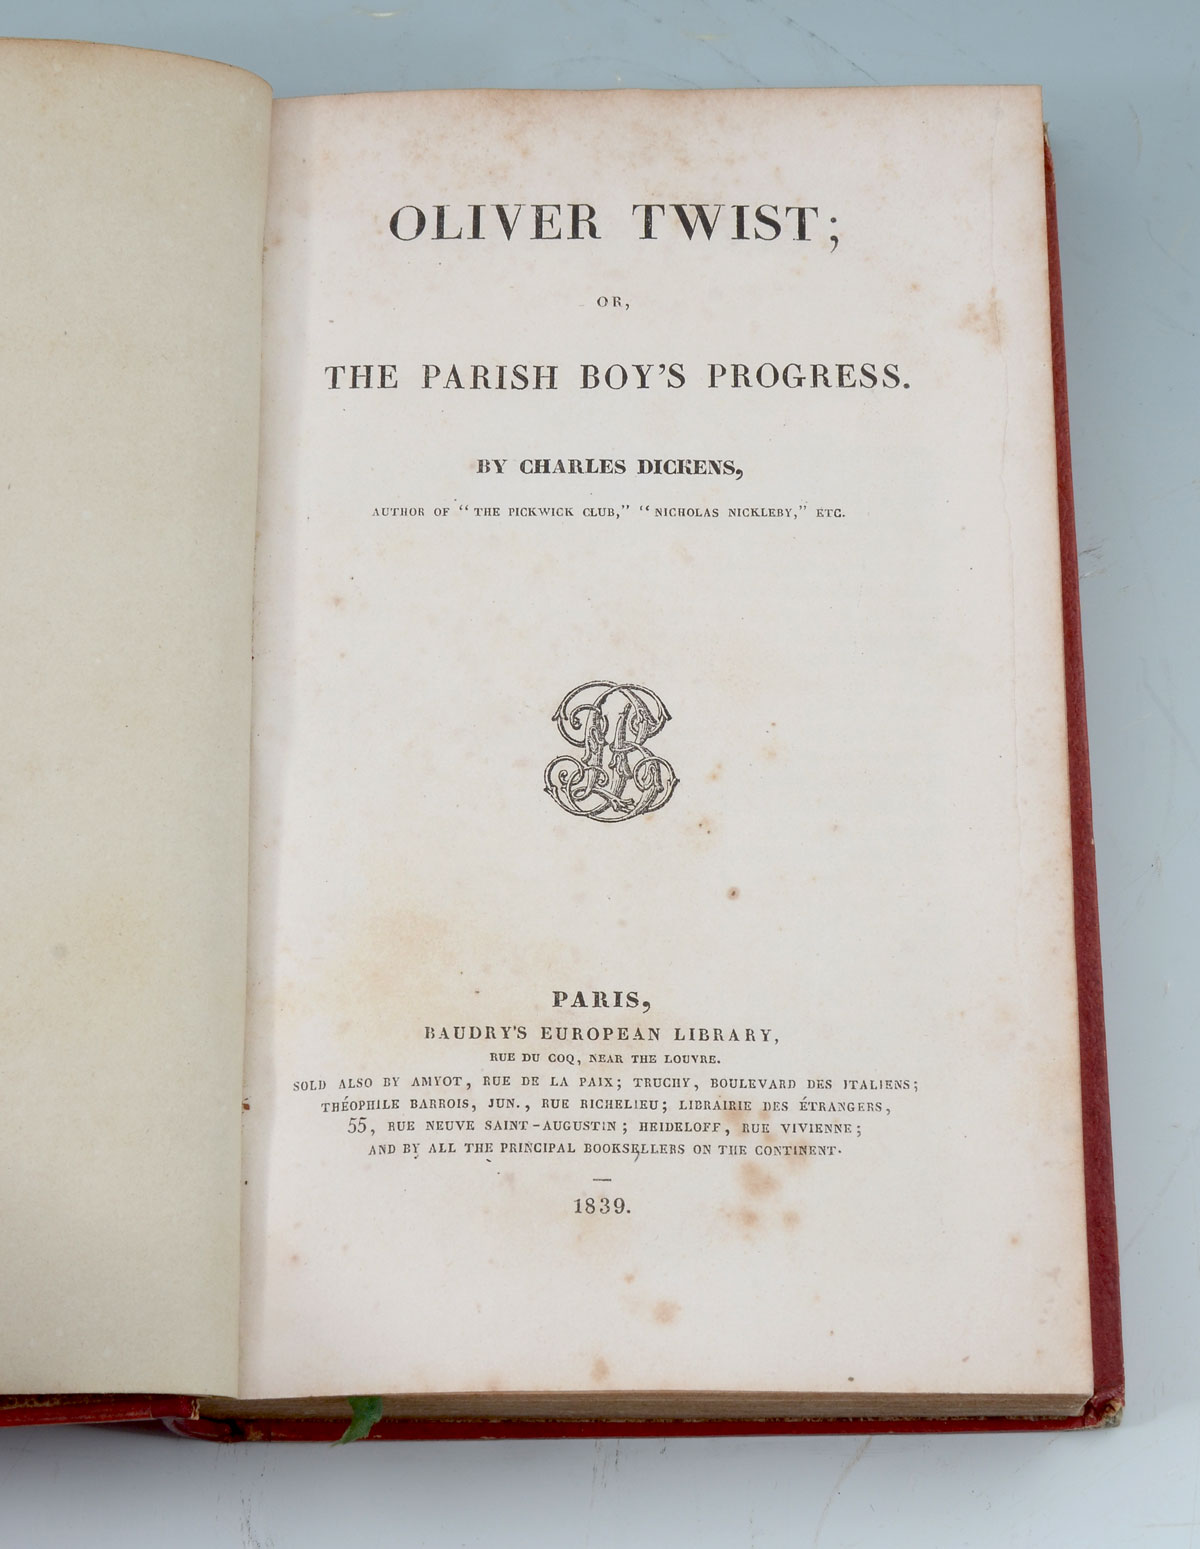 OLIVER TWIST;
OR,
THE PARISH BOY'S PROGRESS.
BY CHARLES DICKENS,
AUTHOR OF "THE PICKWICK CLUB," "NICHOLAS NICKLEBY," ETC.
PARIS,
BAUDRY'S EUROPEAN LIBRARY,
RUE DU COQ, NEAR THE LOUVRE.
SOLD ALSO BY AMYOT, RUE DE LA PAIX; TRUCHY, BOULEVARD DES ITALIENS;
THÉOPHILE BARROIS, JUN., RUE RICHELIEU; LIBRAIRIE DES ÉTRANGERS,
55, RUE NEUVE SAINT-AUGUSTIN; HEIDELOFF, RUE VIVIENNE;
AND BY ALL THE PRINCIPAL BOOKSELLERS ON THE CONTINENT.
1839.